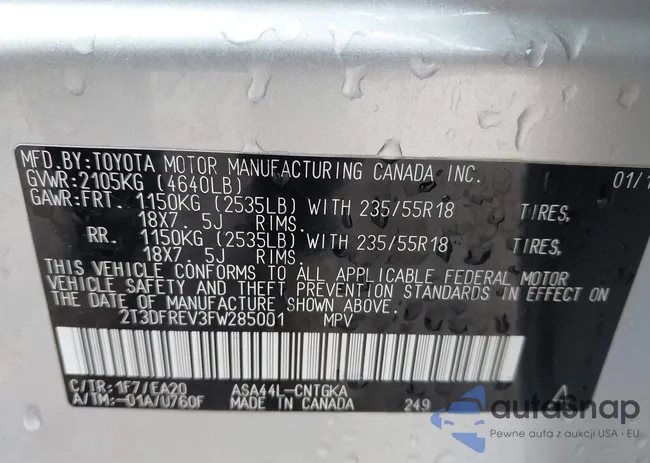 MFD.BY:TOYOTA MOTOR MANUFACTURING CANADA, INC.
GVWR:2105KG (4640LB) 01/1
GAWR:FRT. 1150KG (2535LB) WITH 235/55R18 TIRES,
18X7. 5J RIMS.
RR. 1150KG (2535LB) WITH 235/55R18 TIRES,
18X7. 5J RIMS.
THIS VEHICLE CONFORMS TO ALL APPLICABLE FEDERAL MOTOR
VEHICLE SAFETY AND THEFT PREVENTION STANDARDS IN EFFECT
ON THE DATE OF MANUFACTURE SHOWN ABOVE.
2T3DFREV3FW285001 MPV
C/TR:1F7/EA20 ASA44L-CNTGKA
A/TM:-01A/U760F MADE IN CANADA 249
autosnap
Pewne auta z aukcji USA · EU